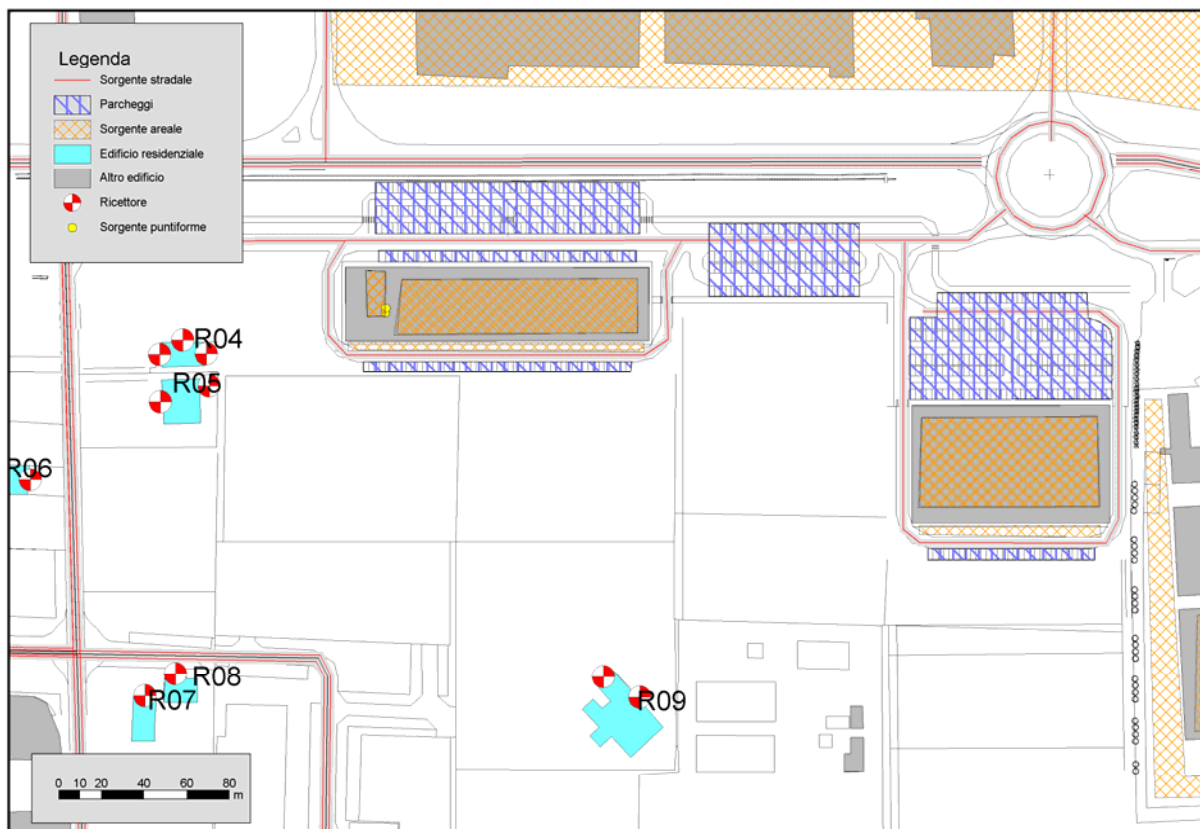 Legenda
Sorgente stradale
Parcheggi
Sorgente areale
Edificio residenziale
Altro edificio
Ricettore
Sorgente puntiforme
R04
R05
R06
R08
R07
R09
0 10 20 40 60 80
m